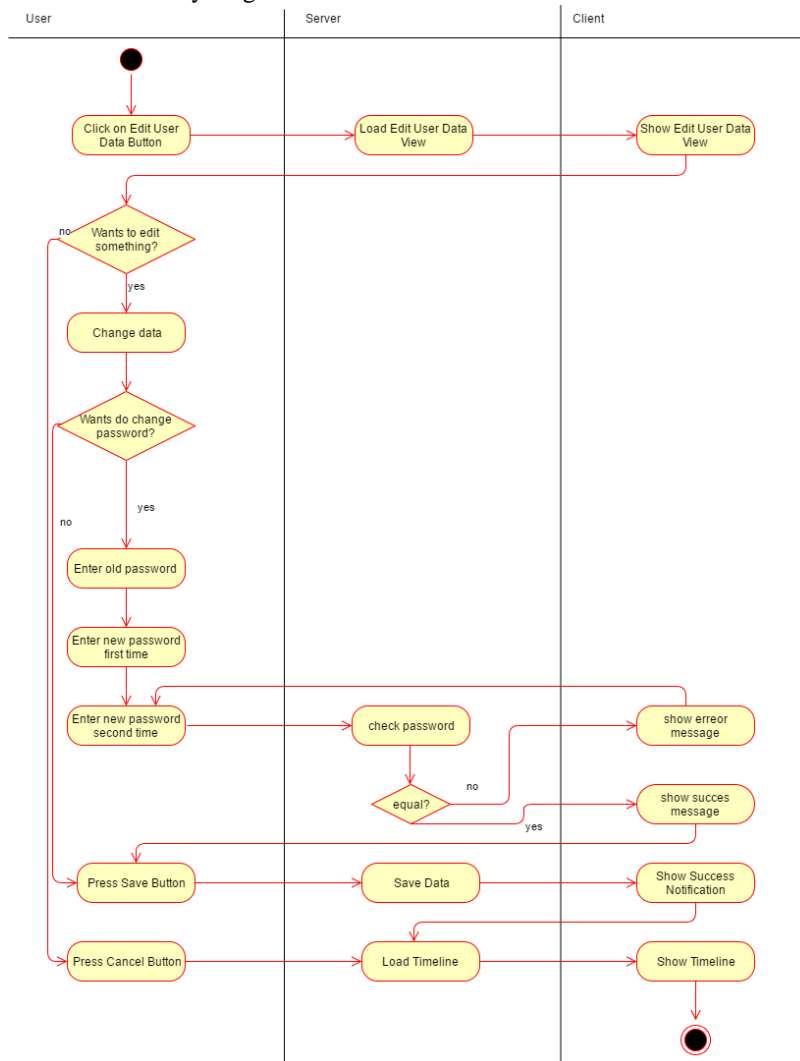 User
Server
Client
Click on Edit User
Data Button
Load Edit User Data
View
Show Edit User Data
View
no
Wants to edit
something?
yes
Change data
Wants do change
password?
yes
no
Enter old password
Enter new password
first time
Enter new password
second time
check password
show erreor
message
no
equal?
show succes
message
yes
Press Save Button
Save Data
Show Success
Notification
Press Cancel Button
Load Timeline
Show Timeline